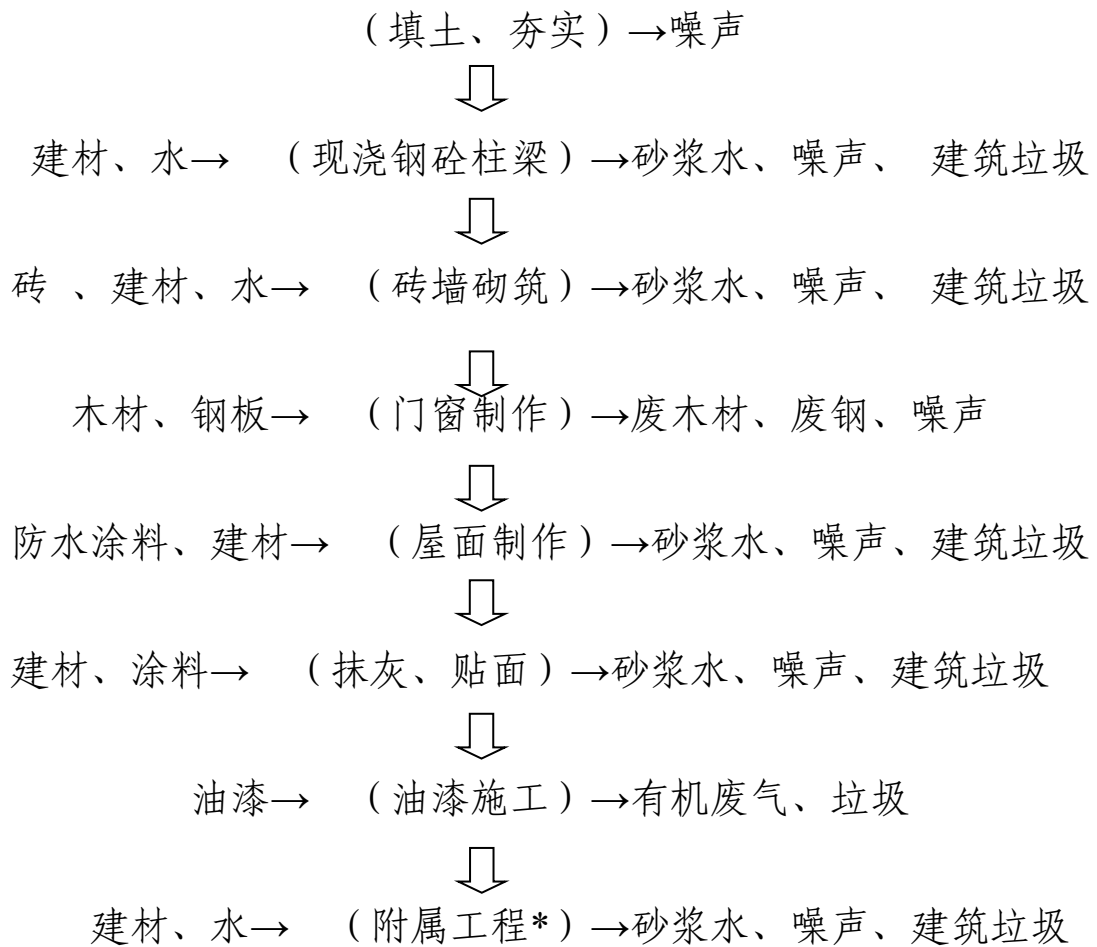 （填土、夯实）→噪声
建材、水→ （现浇钢砼柱梁）→砂浆水、噪声、 建筑垃圾
砖 、建材、水→ （砖墙砌筑）→砂浆水、噪声、 建筑垃圾
木材、钢板→ （门窗制作）→废木材、废钢、噪声
防水涂料、建材→ （屋面制作）→砂浆水、噪声、建筑垃圾
建材、涂料→ （抹灰、贴面）→砂浆水、噪声、建筑垃圾
油漆→ （油漆施工）→有机废气、垃圾
建材、水→ （附属工程*）→砂浆水、噪声、建筑垃圾